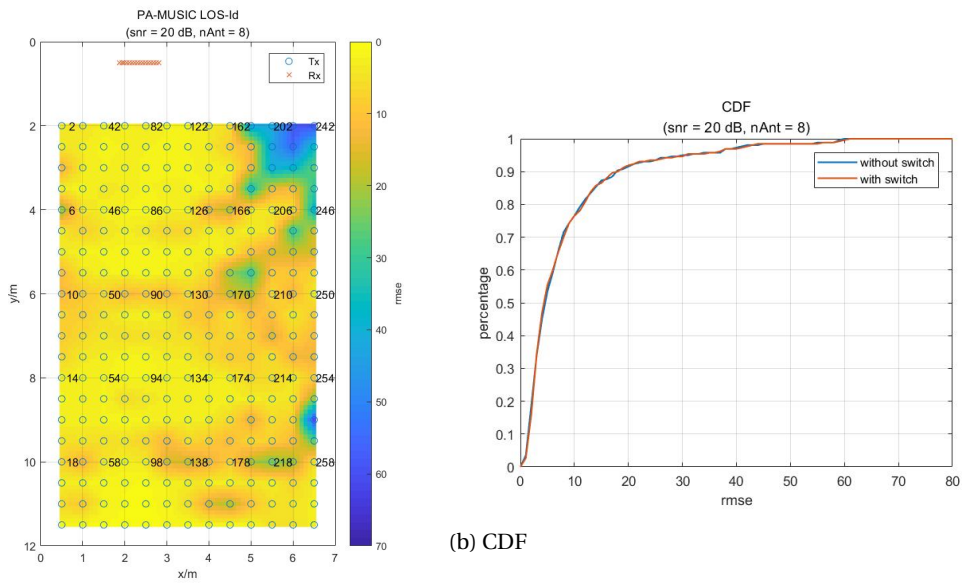 PA-MUSIC LOS-Id
(snr = 20 dB, nAnt = 8)
0
2
4
6
8
10
12
y/m
0 1 2 3 4 5 6 7
x/m
Tx
Rx
2 42 82 122 162 202 242
6 46 86 126 166 206 246
10 50 90 130 170 210 250
14 54 94 134 174 214 254
18 58 98 138 178 218 258
0
10
20
30
40
50
60
70
rmse
CDF
(snr = 20 dB, nAnt = 8)
1
0.9
0.8
0.7
0.6
0.5
0.4
0.3
0.2
0.1
0
percentage
0 10 20 30 40 50 60 70 80
rmse
without switch
with switch
(b) CDF